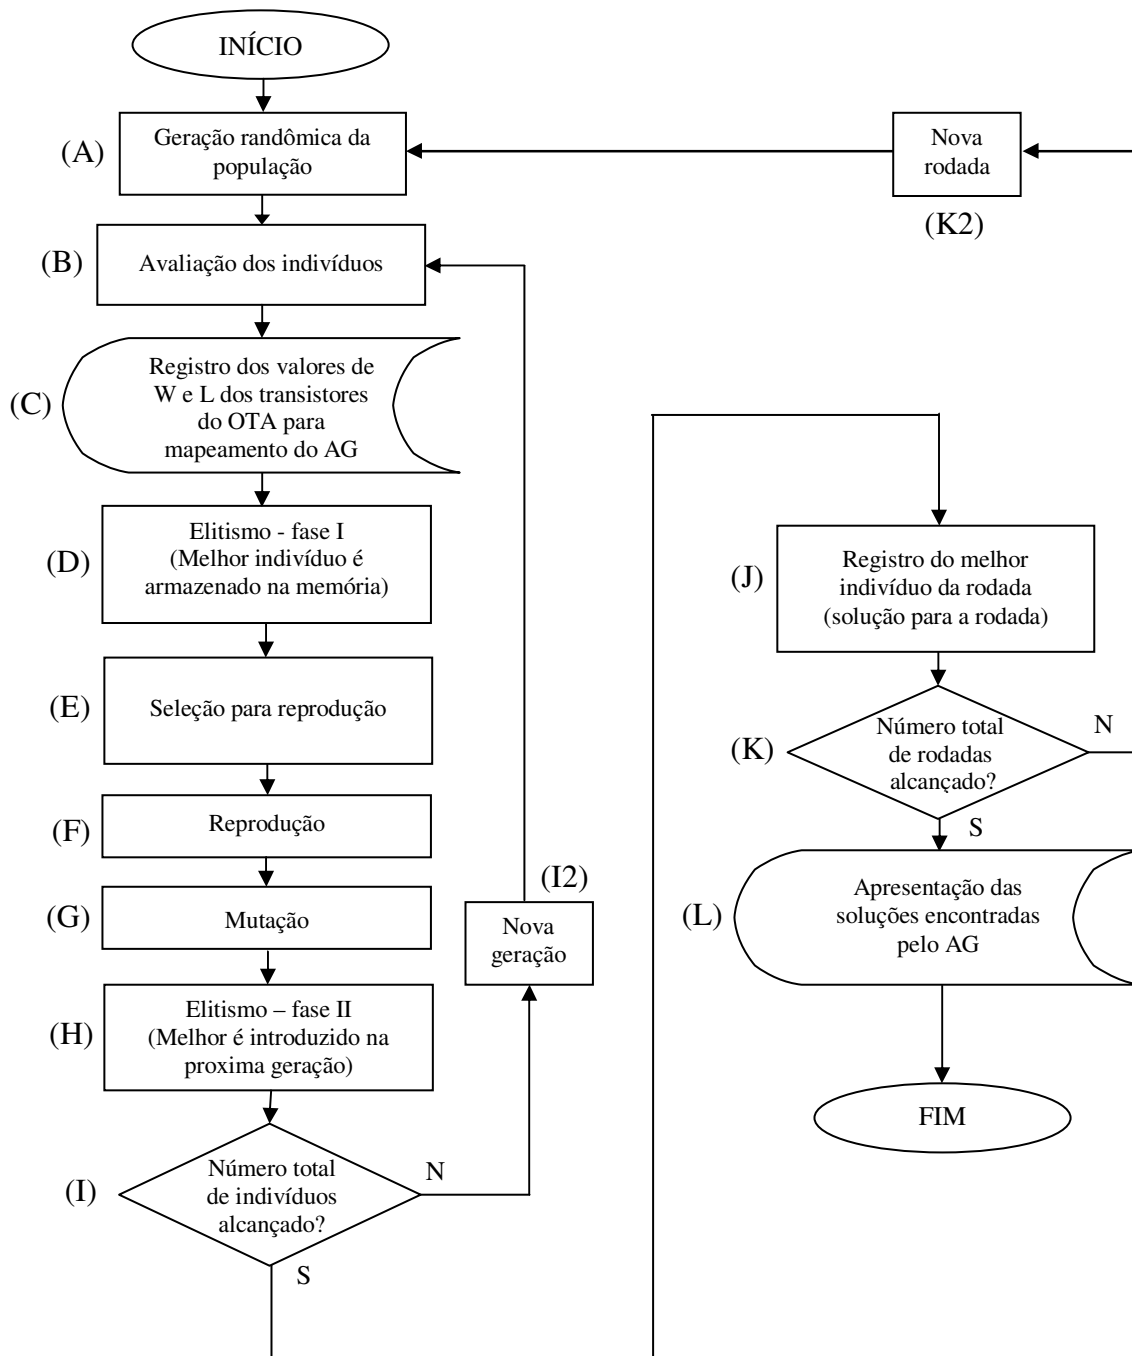 INÍCIO
(A)
Geração randômica da
população
Nova
rodada
(K2)
(B)
Avaliação dos indivíduos
(C)
Registro dos valores de
W e L dos transistores
do OTA para
mapeamento do AG
(D)
Elitismo - fase I
(Melhor indivíduo é
armazenado na memória)
(E)
Seleção para reprodução
(F)
Reprodução
(G)
Mutação
(I2)
Nova
geração
(H)
Elitismo – fase II
(Melhor é introduzido na
proxima geração)
(I)
Número total
de indivíduos
alcançado?
N
S
(J)
Registro do melhor
indivíduo da rodada
(solução para a rodada)
(K)
Número total
de rodadas
alcançado?
N
S
(L)
Apresentação das
soluções encontradas
pelo AG
FIM